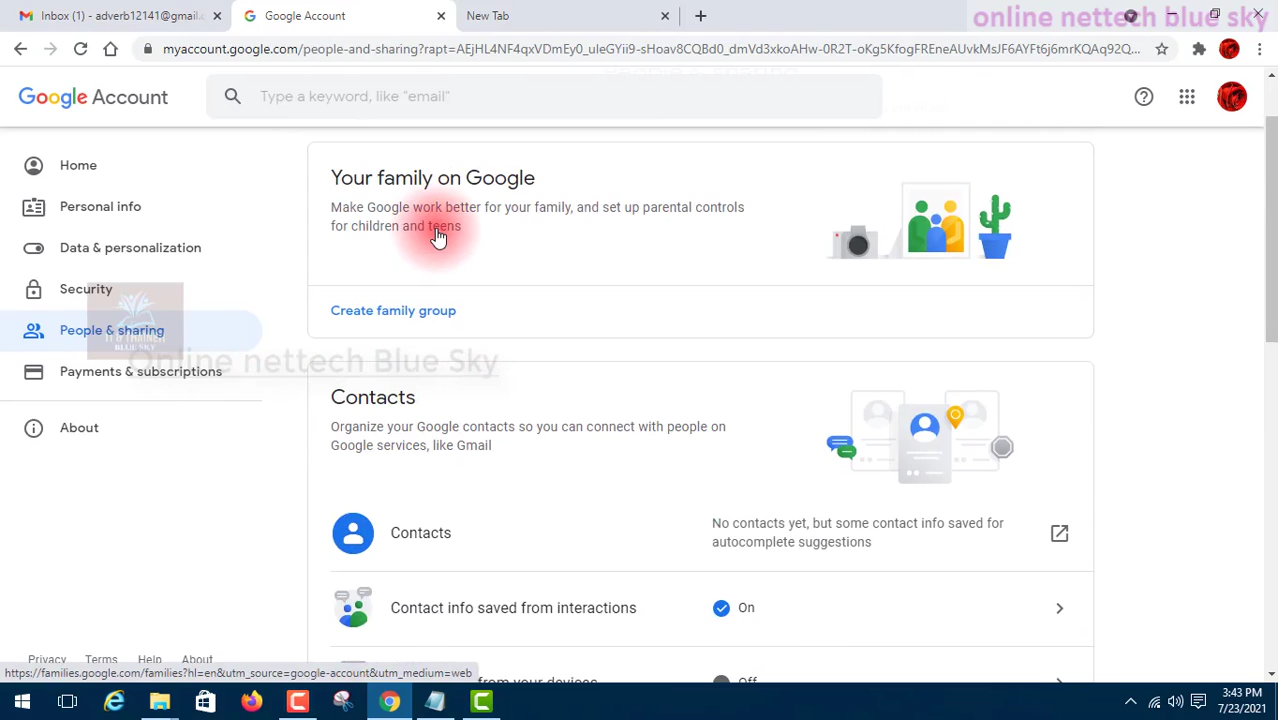 Inbox (1) - adverb12141@gmail.c
Google Account
New Tab
online nettech blue sky
myaccount.google.com/people-and-sharing?rapt=AEjHL4NF4qxVDmEy0_uleGYii9-sHoav8CQBd0_dmVd3xokoAHw-0R2T-oKg5KfogFREneAUvkMsJF6AYFt6j6mrKQAq92Q...
Google Account
Type a keyword, like "email"
Home
Personal info
Data & personalization
Security
People & sharing
Payments & subscriptions
About
IT & TRAINER
BLUE SKY
Online nettech Blue Sky
Your family on Google
Make Google work better for your family, and set up parental controls
for children and teens
Create family group
Contacts
Organize your Google contacts so you can connect with people on
Google services, like Gmail
Contacts
No contacts yet, but some contact info saved for
autocomplete suggestions
Contact info saved from interactions
On
from your devices
Off
Privacy Terms Help About
https://families.google.com/families?hl=en&utm_source=google-account&utm_medium=web
3:43 PM
7/23/2021